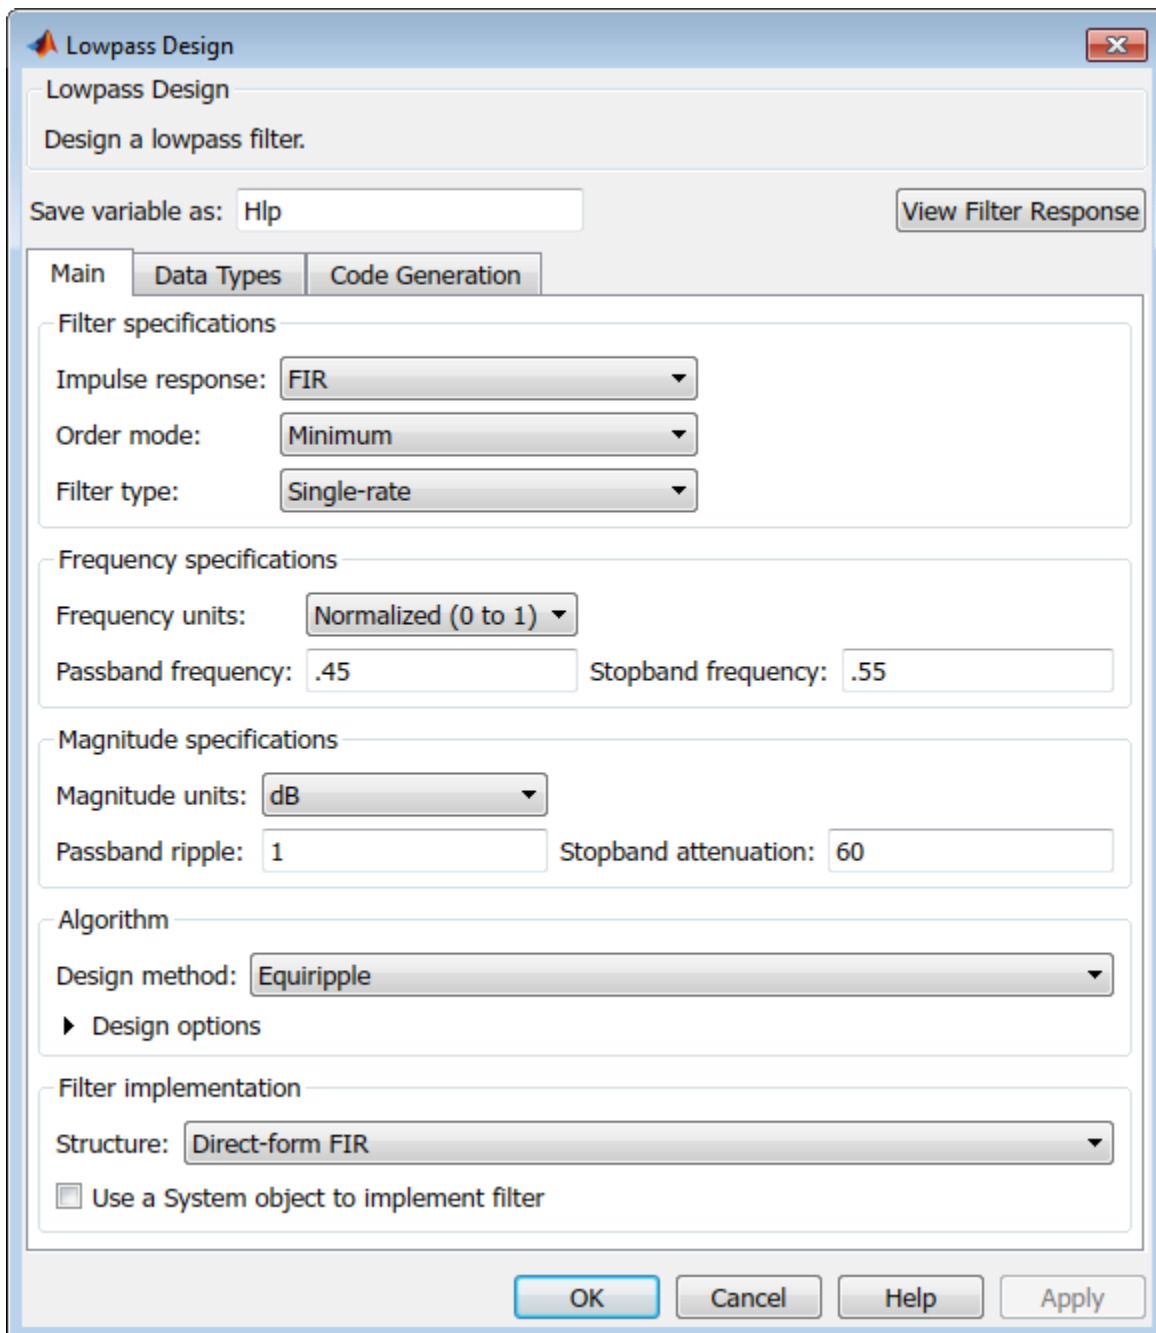 Lowpass Design
Lowpass Design
Design a lowpass filter.
Save variable as: Hlp View Filter Response
Main Data Types Code Generation
Filter specifications
Impulse response: FIR
Order mode: Minimum
Filter type: Single-rate
Frequency specifications
Frequency units: Normalized (0 to 1)
Passband frequency: .45 Stopband frequency: .55
Magnitude specifications
Magnitude units: dB
Passband ripple: 1 Stopband attenuation: 60
Algorithm
Design method: Equiripple
Design options
Filter implementation
Structure: Direct-form FIR
Use a System object to implement filter
OK Cancel Help Apply